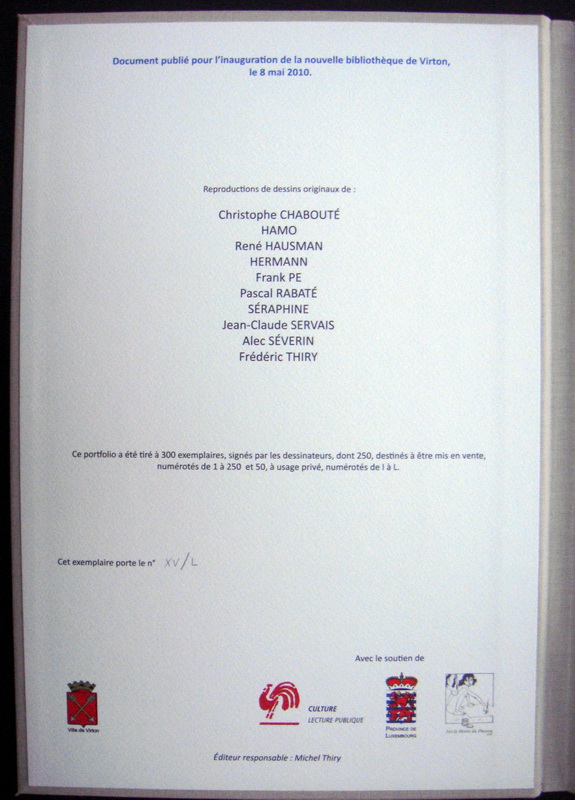 Document publié pour l'inauguration de la nouvelle bibliothèque de Virton,
le 8 mai 2010.
Reproductions de dessins originaux de :
Christophe CHABOUTÉ
HAMO
René HAUSMAN
HERMANN
Frank PE
Pascal RABATÉ
SÉRAPHINE
Jean-Claude SERVAIS
Alec SÉVERIN
Frédéric THIRY
Ce portfolio a été tiré à 300 exemplaires, signés par les dessinateurs, dont 250, destinés à être mis en vente,
numérotés de 1 à 250 et 50, à usage privé, numérotés de I à L.
Cet exemplaire porte le n° XV/L
Avec le soutien de
Ville de Virton
CULTURE
LECTURE PUBLIQUE
PROVINCE DE
LUXEMBOURG
Éditeur responsable : Michel Thiry